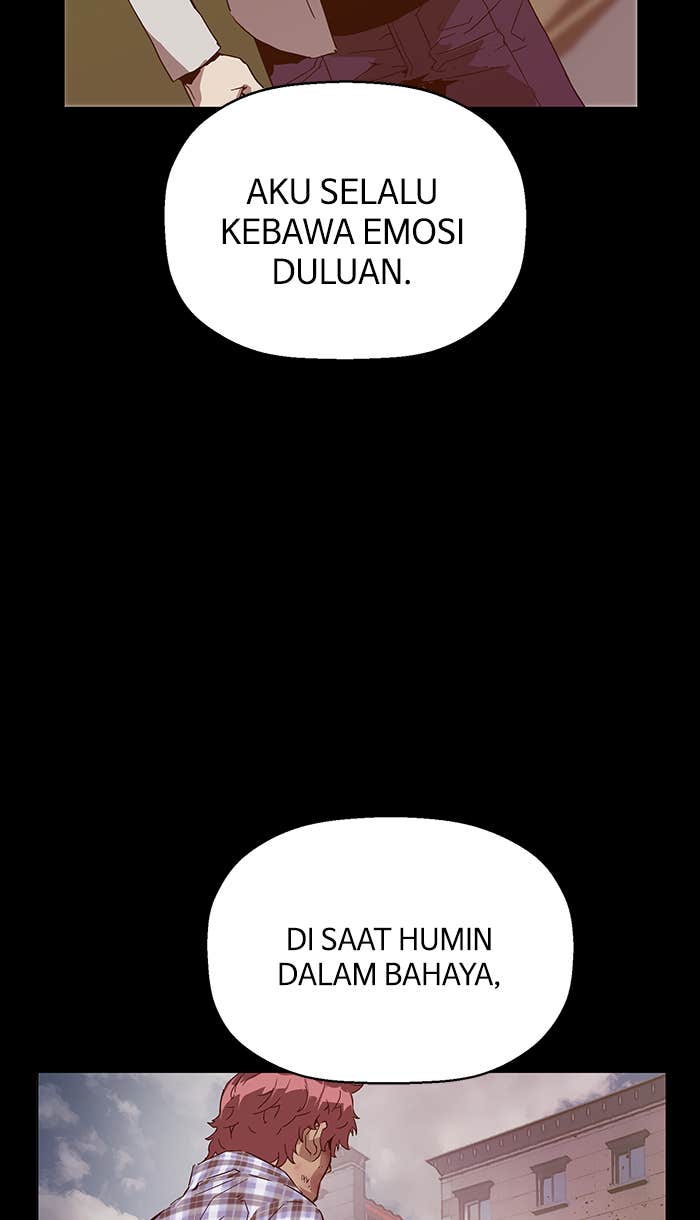 AKU SELALU
KEBAWA EMOSI
DULUAN.
DI SAAT HUMIN
DALAM BAHAYA,